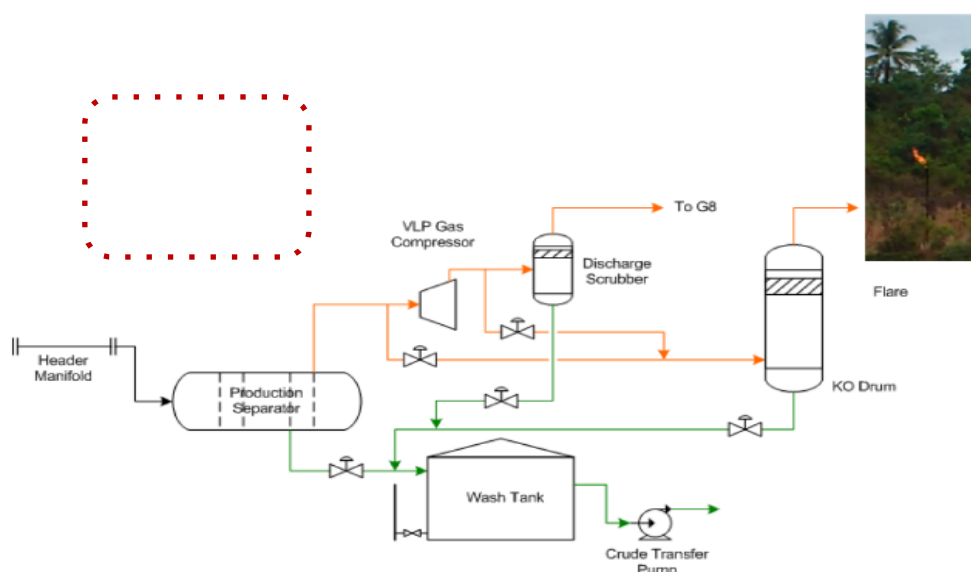 To G8
VLP Gas
Compressor
Discharge
Scrubber
Flare
Header
Manifold
Production
Separator
KO Drum
Wash Tank
Crude Transfer
Pump